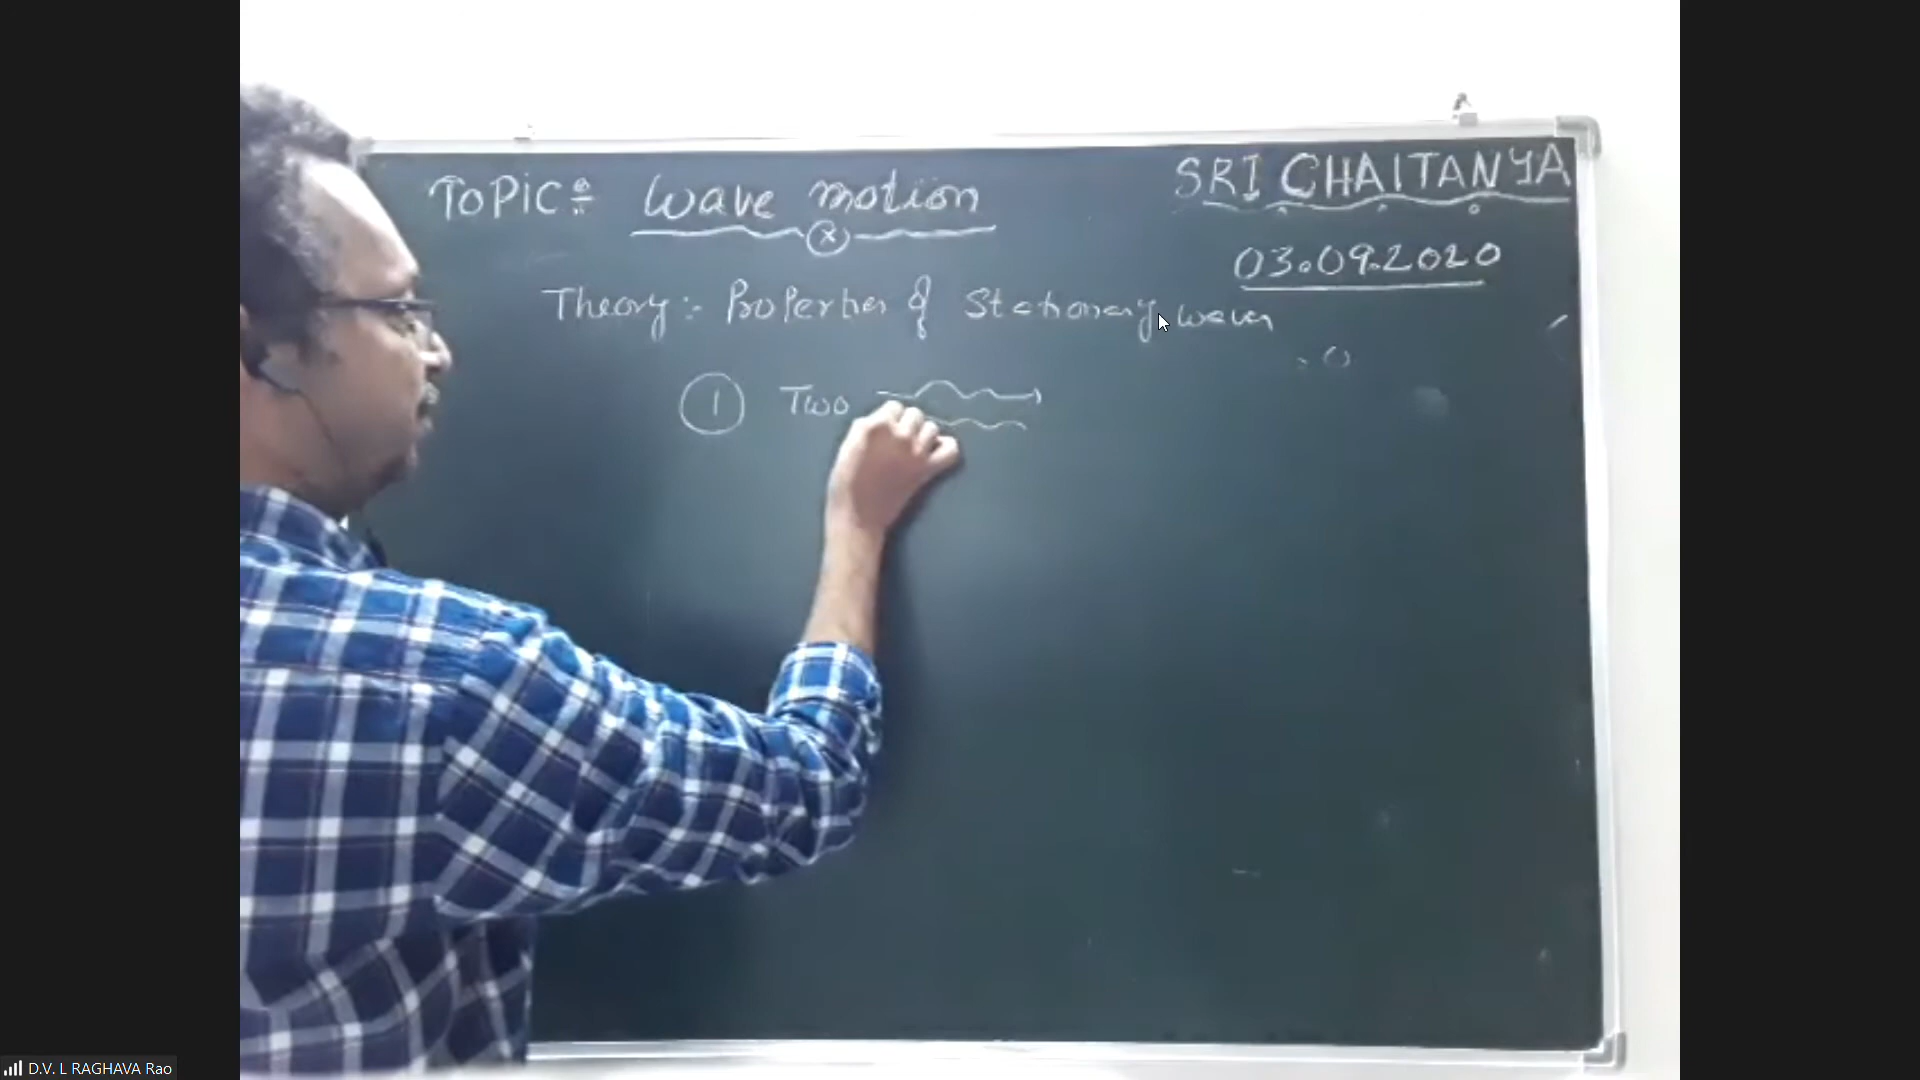 TOPIC :- Wave motion
SRI CHAITANYA
03.09.2020
Theory :- Properties of Stationary waves
1 Two
D.V. L RAGHAVA Rao